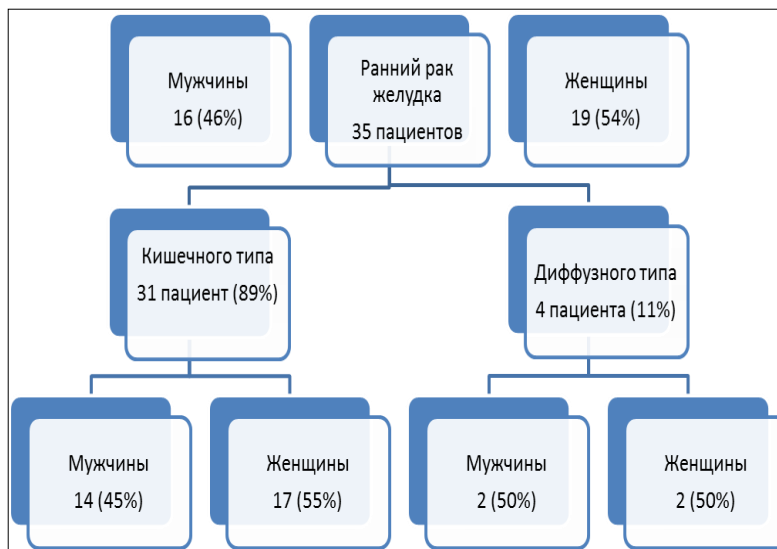 Мужчины
16 (46%)
Ранний рак
желудка
35 пациентов
Женщины
19 (54%)
Кишечного типа
31 пациент (89%)
Диффузного типа
4 пациента (11%)
Мужчины
14 (45%)
Женщины
17 (55%)
Мужчины
2 (50%)
Женщины
2 (50%)